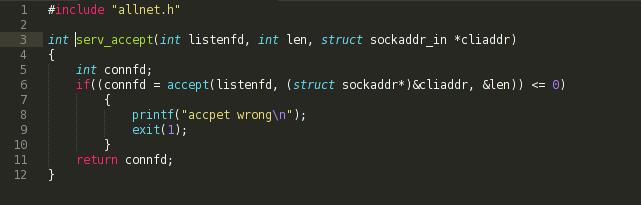 1 #include "allnet.h"
2
3 int serv_accept(int listenfd, int len, struct sockaddr_in *cliaddr)
4 {
5     int connfd;
6     if((connfd = accept(listenfd, (struct sockaddr*)&cliaddr, &len)) <= 0)
7         {
8             printf("accpet wrong\n");
9             exit(1);
10         }
11     return connfd;
12 }